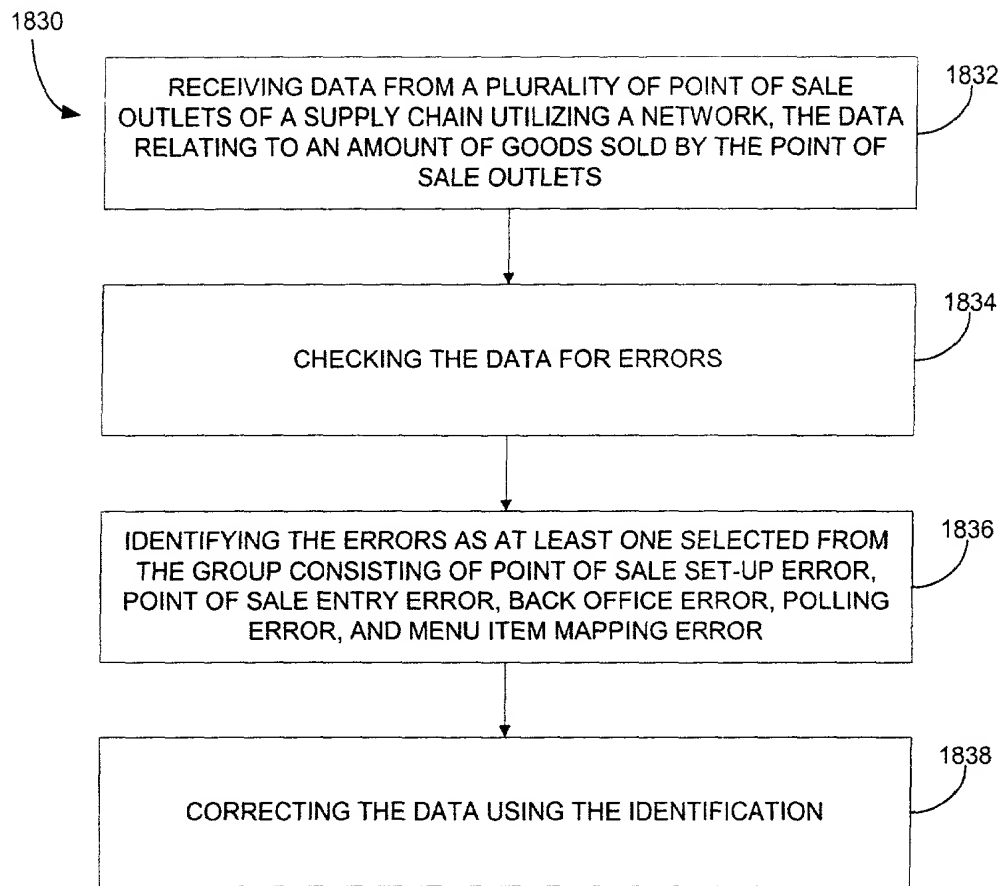 1830
RECEIVING DATA FROM A PLURALITY OF POINT OF SALE
OUTLETS OF A SUPPLY CHAIN UTILIZING A NETWORK, THE DATA
RELATING TO AN AMOUNT OF GOODS SOLD BY THE POINT OF
SALE OUTLETS
1832
CHECKING THE DATA FOR ERRORS
1834
IDENTIFYING THE ERRORS AS AT LEAST ONE SELECTED FROM
THE GROUP CONSISTING OF POINT OF SALE SET-UP ERROR,
POINT OF SALE ENTRY ERROR, BACK OFFICE ERROR, POLLING
ERROR, AND MENU ITEM MAPPING ERROR
1836
CORRECTING THE DATA USING THE IDENTIFICATION
1838